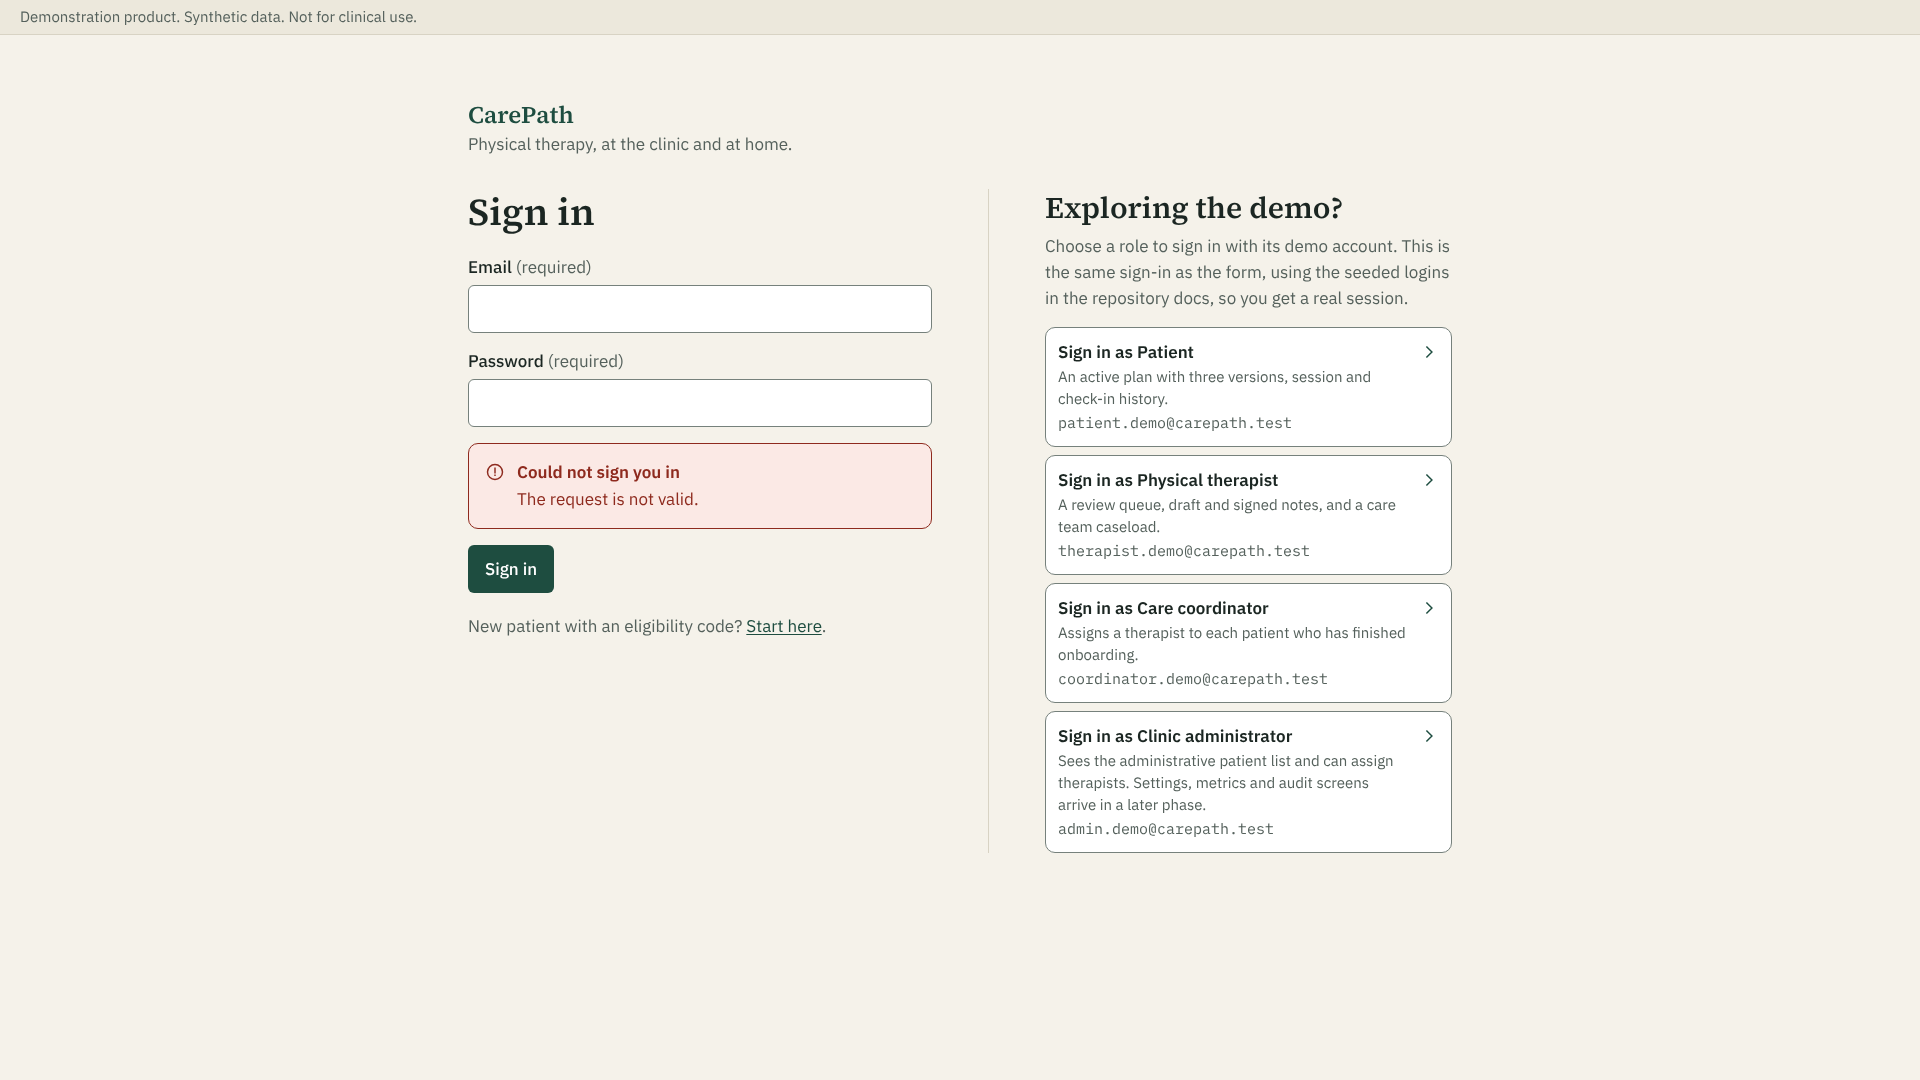 Demonstration product. Synthetic data. Not for clinical use.
CarePath
Physical therapy, at the clinic and at home.
Sign in
Email (required)
Password (required)
Could not sign you in
The request is not valid.
Sign in
New patient with an eligibility code? Start here.
Exploring the demo?
Choose a role to sign in with its demo account. This is
the same sign-in as the form, using the seeded logins
in the repository docs, so you get a real session.
Sign in as Patient
An active plan with three versions, session and
check-in history.
patient.demo@carepath.test
Sign in as Physical therapist
A review queue, draft and signed notes, and a care
team caseload.
therapist.demo@carepath.test
Sign in as Care coordinator
Assigns a therapist to each patient who has finished
onboarding.
coordinator.demo@carepath.test
Sign in as Clinic administrator
Sees the administrative patient list and can assign
therapists. Settings, metrics and audit screens
arrive in a later phase.
admin.demo@carepath.test